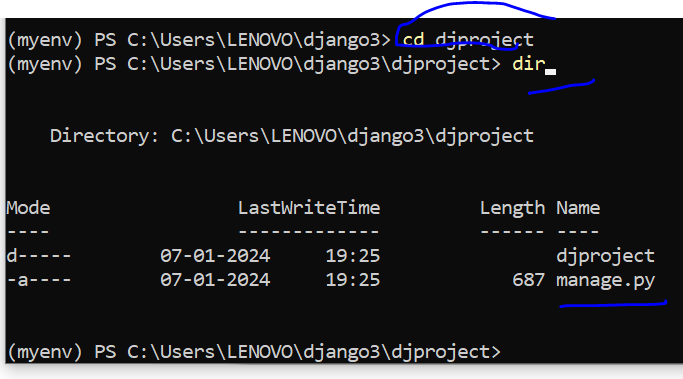 (myenv) PS C:\Users\LENOVO\django3> cd djproject
(myenv) PS C:\Users\LENOVO\django3\djproject> dir
Directory: C:\Users\LENOVO\django3\djproject
Mode                 LastWriteTime         Length Name
----                 -------------         ------ ----
d-----        07-01-2024     19:25                djproject
-a----        07-01-2024     19:25            687 manage.py
(myenv) PS C:\Users\LENOVO\django3\djproject>